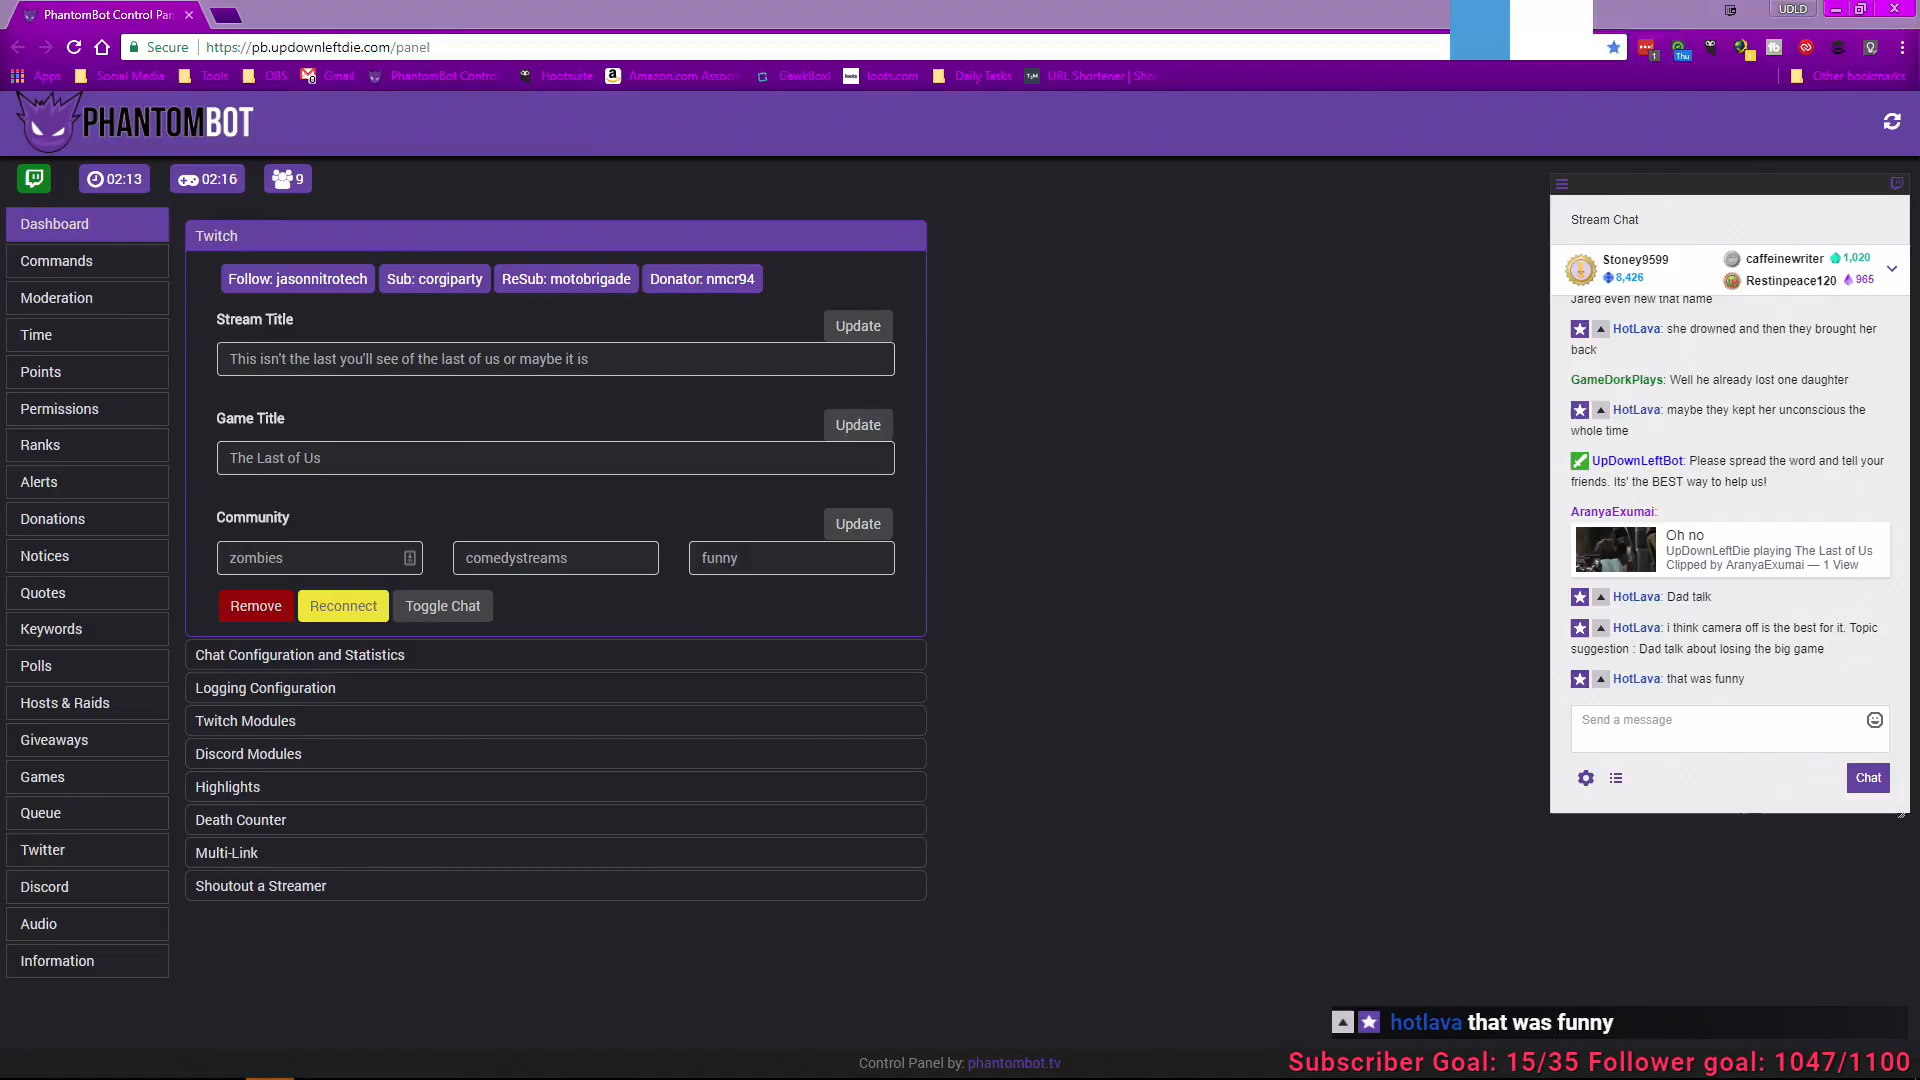 PhantomBot Control Pan
UDLD
Secure
https://pb.updownleftdie.com/panel
1
Thu
Apps
Social Media
Tools
OBS
Gmail
PhantomBot Contro
Hootsuite
Amazon.com Assoc
GawkBox!
loots.com
Daily Tasks
URL Shortener | Sho
Other bookmarks
PHANTOMBOT
02:13
02:16
9
Dashboard
Commands
Moderation
Time
Points
Permissions
Ranks
Alerts
Donations
Notices
Quotes
Keywords
Polls
Hosts & Raids
Giveaways
Games
Queue
Twitter
Discord
Audio
Information
Twitch
Follow: jasonnitrotech
Sub: corgiparty
ReSub: motobrigade
Donator: nmcr94
Stream Title
Update
This isn't the last you'll see of the last of us or maybe it is
Game Title
Update
The Last of Us
Community
Update
zombies
comedystreams
funny
Remove
Reconnect
Toggle Chat
Chat Configuration and Statistics
Logging Configuration
Twitch Modules
Discord Modules
Highlights
Death Counter
Multi-Link
Shoutout a Streamer
Stream Chat
Stoney9599
8,426
caffeinewriter 1,020
Restinpeace120 965
Jared even new that name
HotLava: she drowned and then they brought her
back
GameDorkPlays: Well he already lost one daughter
HotLava: maybe they kept her unconscious the
whole time
UpDownLeftBot: Please spread the word and tell your
friends. Its' the BEST way to help us!
AranyaExumai:
Oh no
UpDownLeftDie playing The Last of Us
Clipped by AranyaExumai — 1 View
HotLava: Dad talk
HotLava: i think camera off is the best for it. Topic
suggestion : Dad talk about losing the big game
HotLava: that was funny
Send a message
Chat
hotlava that was funny
Control Panel by: phantombot.tv
Subscriber Goal: 15/35 Follower goal: 1047/1100